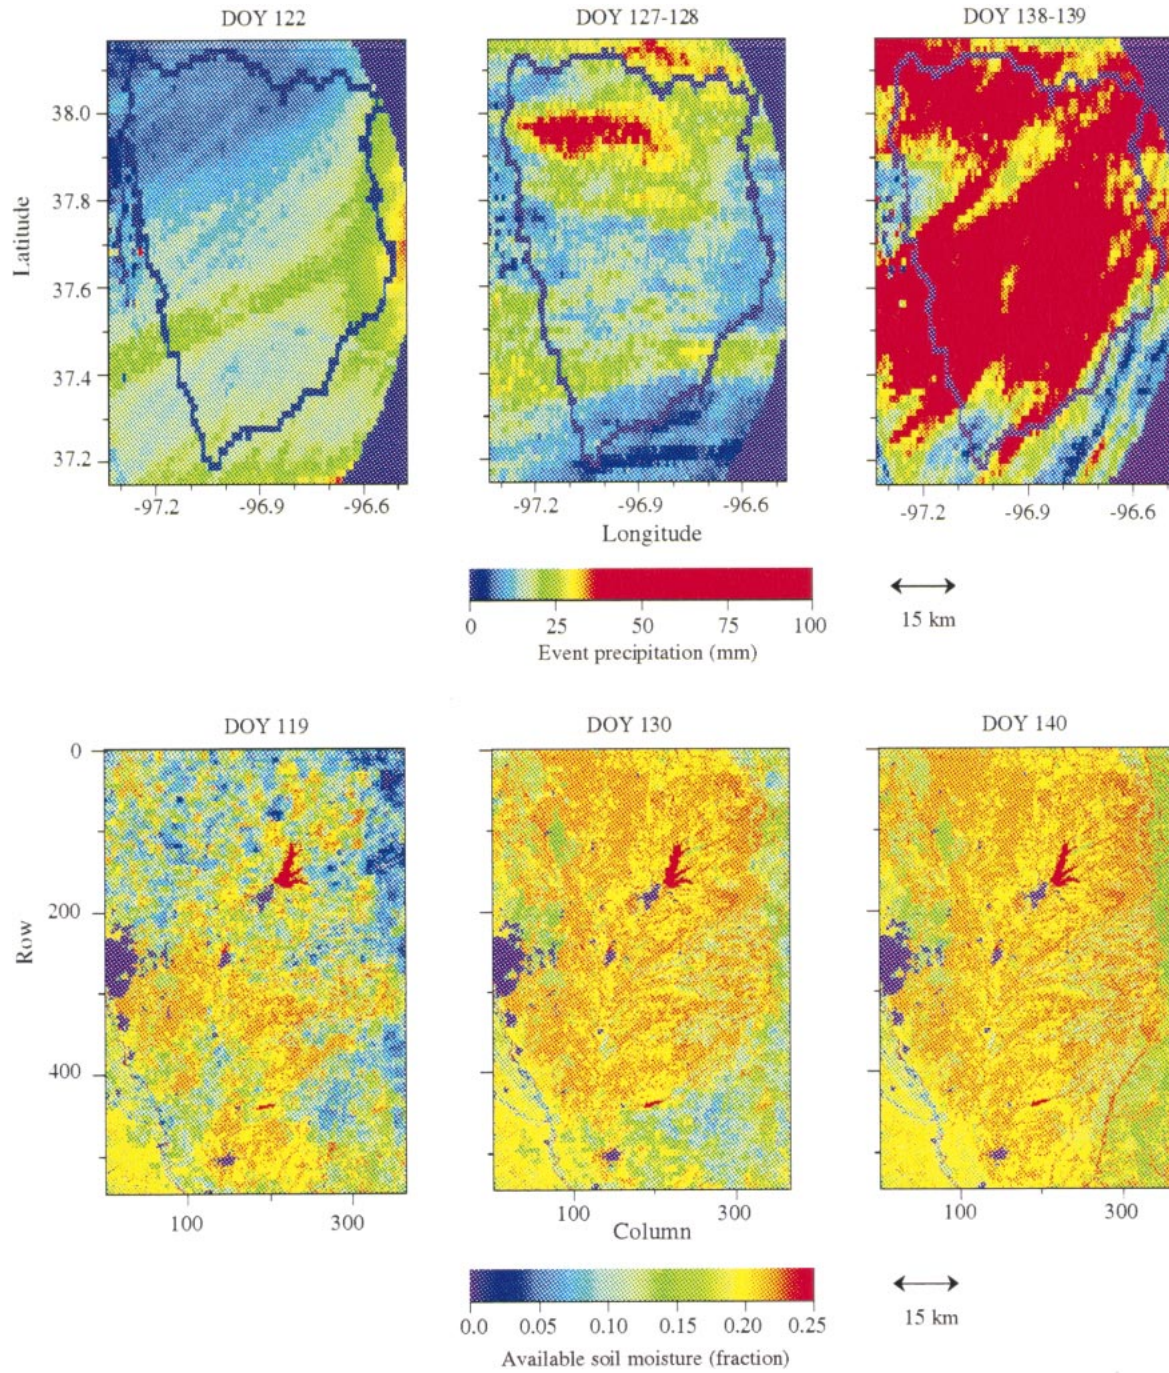 DOY 122 DOY 127-128 DOY 138-139
38.0
37.8
Latitude
37.6
37.4
37.2
-97.2 -96.9 -96.6 -97.2 -96.9 -96.6 -97.2 -96.9 -96.6
Longitude
0 25 50 75 100
15 km
Event precipitation (mm)
DOY 119 DOY 130 DOY 140
0
200
Row
400
100 300 100 300 100 300
Column
0.0 0.05 0.10 0.15 0.20 0.25
15 km
Available soil moisture (fraction)